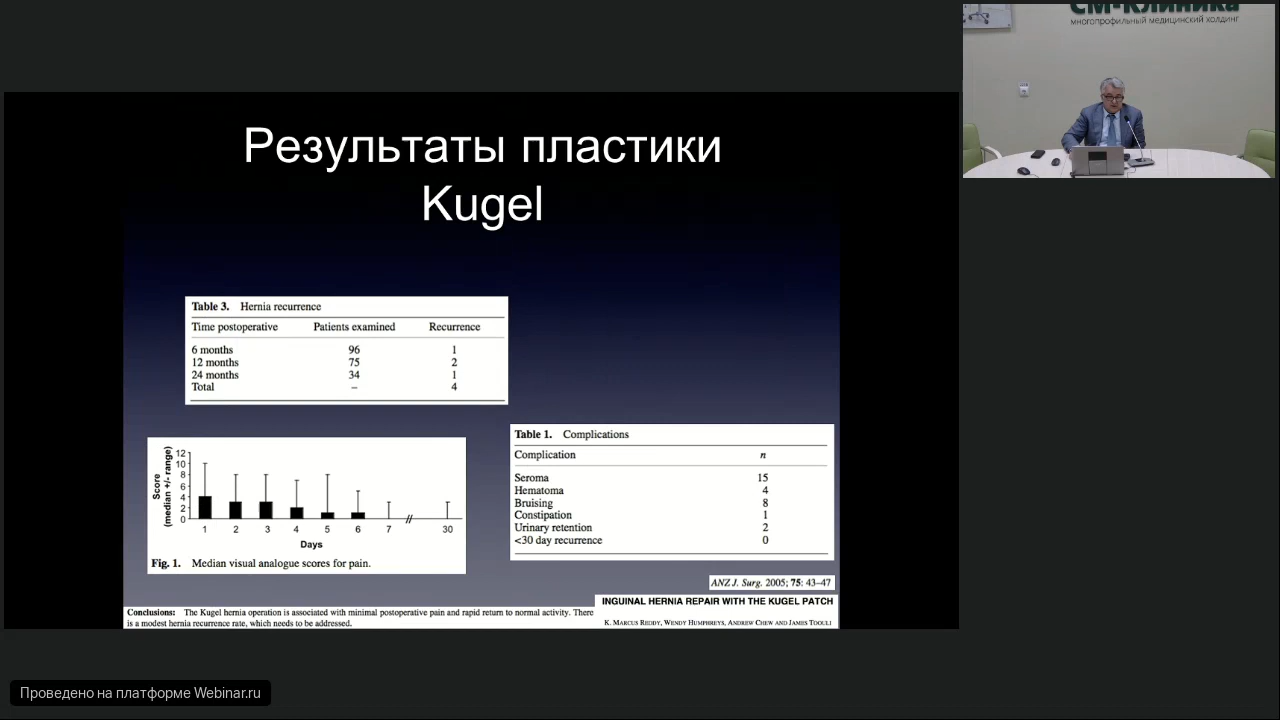 СМ-Клиника
многопрофильный медицинский холдинг
Результаты пластики
Kugel
Table 3. Hernia recurrence
Time postoperative Patients examined Recurrence
6 months 96 1
12 months 75 2
24 months 34 1
Total – 4
Score
(median +/- range)
12
10
8
6
4
2
0
1 2 3 4 5 6 7 // 30
Days
Fig. 1. Median visual analogue scores for pain.
Table 1. Complications
Complication n
Seroma 15
Hematoma 4
Bruising 8
Constipation 1
Urinary retention 2
<30 day recurrence 0
ANZ J. Surg. 2005; 75: 43–47
INGUINAL HERNIA REPAIR WITH THE KUGEL PATCH
K. MARCUS REDDY, WENDY HUMPHREYS, ANDREW CHEW AND JAMES TOOULI
Conclusions: The Kugel hernia operation is associated with minimal postoperative pain and rapid return to normal activity. There
is a modest hernia recurrence rate, which needs to be addressed.
Проведено на платформе Webinar.ru